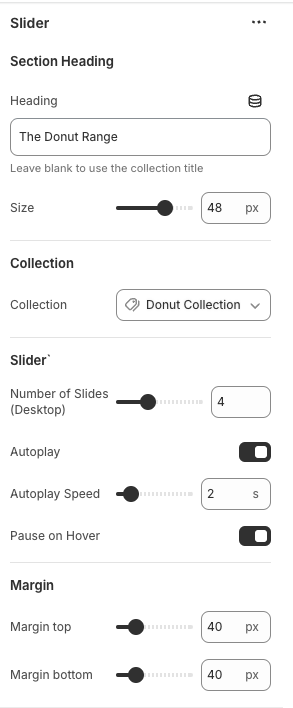 Slider
Section Heading
Heading
The Donut Range
Leave blank to use the collection title
Size 48 px
Collection
Collection Donut Collection
Slider`
Number of Slides
(Desktop) 4
Autoplay
Autoplay Speed 2 s
Pause on Hover
Margin
Margin top 40 px
Margin bottom 40 px